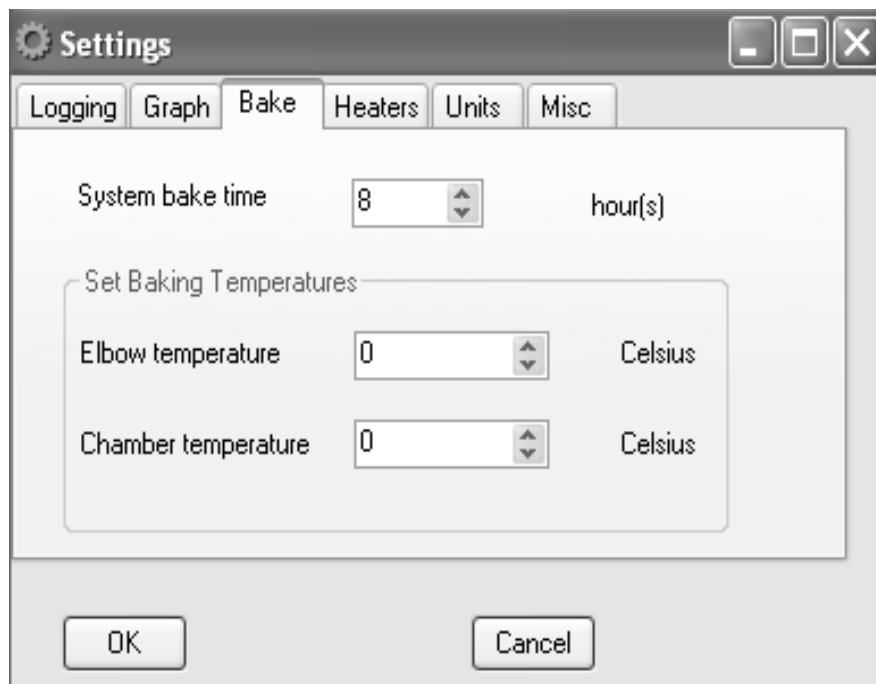 Settings
Logging Graph Bake Heaters Units Misc
System bake time 8 hour(s)
Set Baking Temperatures
Elbow temperature 0 Celsius
Chamber temperature 0 Celsius
OK Cancel